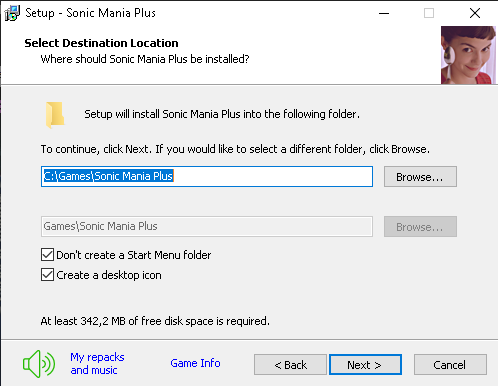 Setup - Sonic Mania Plus
Select Destination Location
Where should Sonic Mania Plus be installed?
Setup will install Sonic Mania Plus into the following folder.
To continue, click Next. If you would like to select a different folder, click Browse.
C:\Games\Sonic Mania Plus
Browse...
Games\Sonic Mania Plus
Browse...
Don't create a Start Menu folder
Create a desktop icon
At least 342,2 MB of free disk space is required.
My repacks
and music
Game Info
< Back
Next >
Cancel